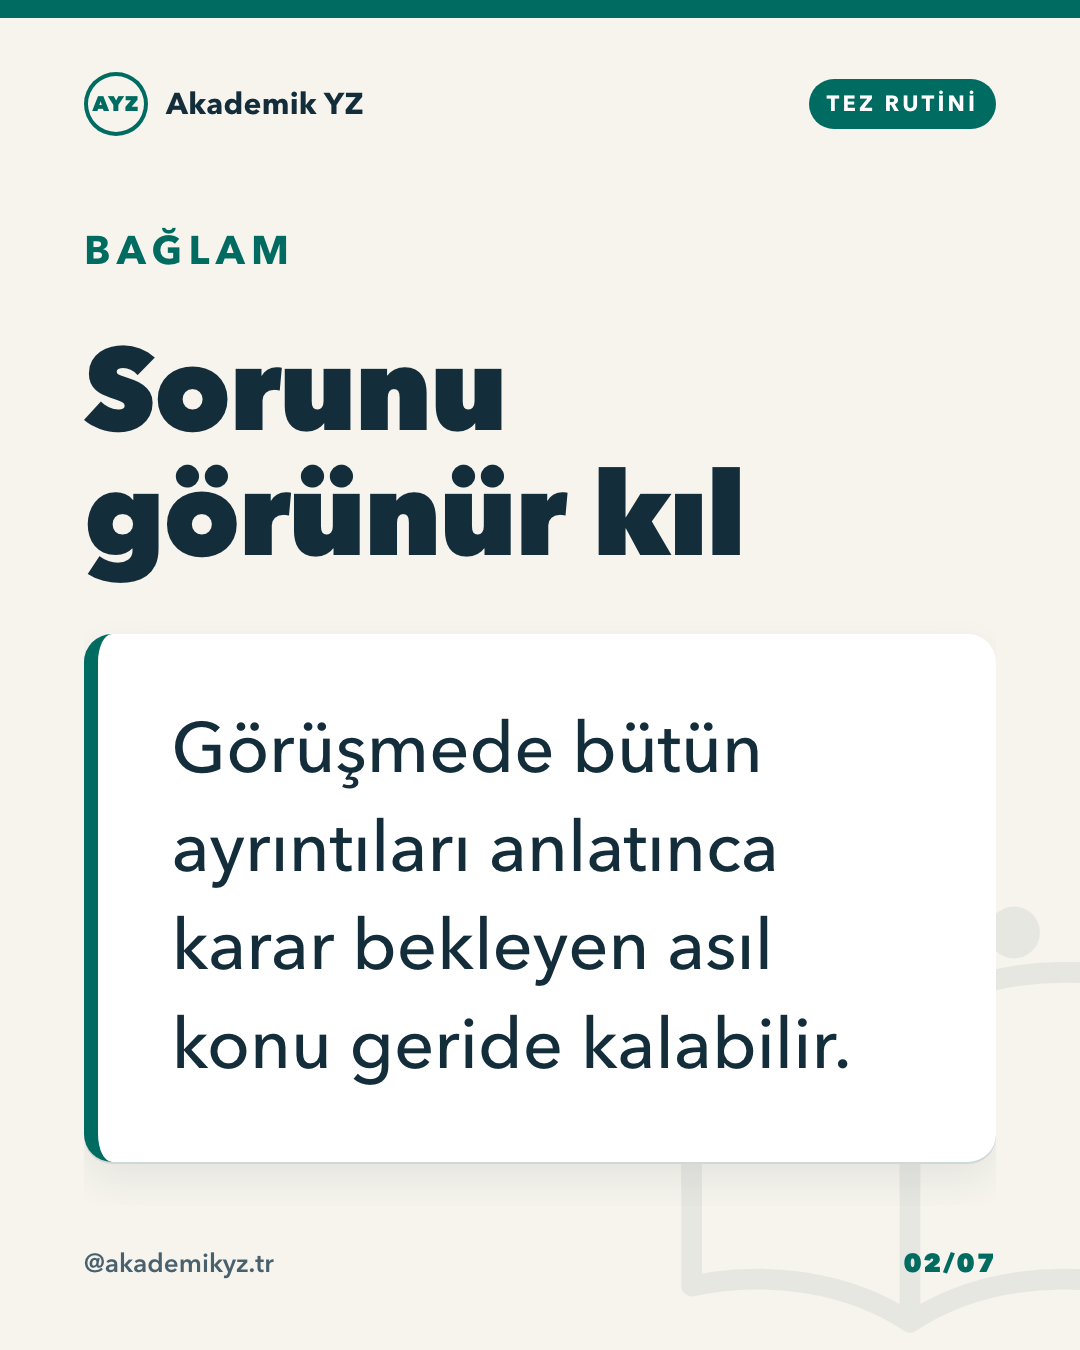 AYZ Akademik YZ
TEZ RUTİNİ
BAĞLAM
Sorunu
görünür kıl
Görüşmede bütün
ayrıntıları anlatınca
karar bekleyen asıl
konu geride kalabilir.
@akademikyz.tr
02/07